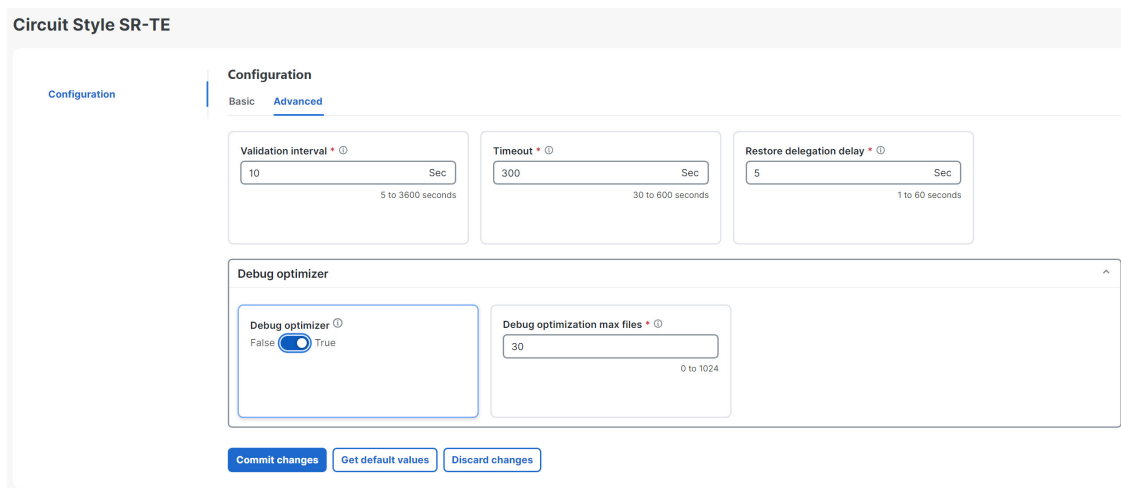 Circuit Style SR-TE
Configuration
Configuration
Basic Advanced
Validation interval * ⓘ
10 Sec
5 to 3600 seconds
Timeout * ⓘ
300 Sec
30 to 600 seconds
Restore delegation delay * ⓘ
5 Sec
1 to 60 seconds
Debug optimizer
Debug optimizer ⓘ
False True
Debug optimization max files * ⓘ
30
0 to 1024
Commit changes Get default values Discard changes